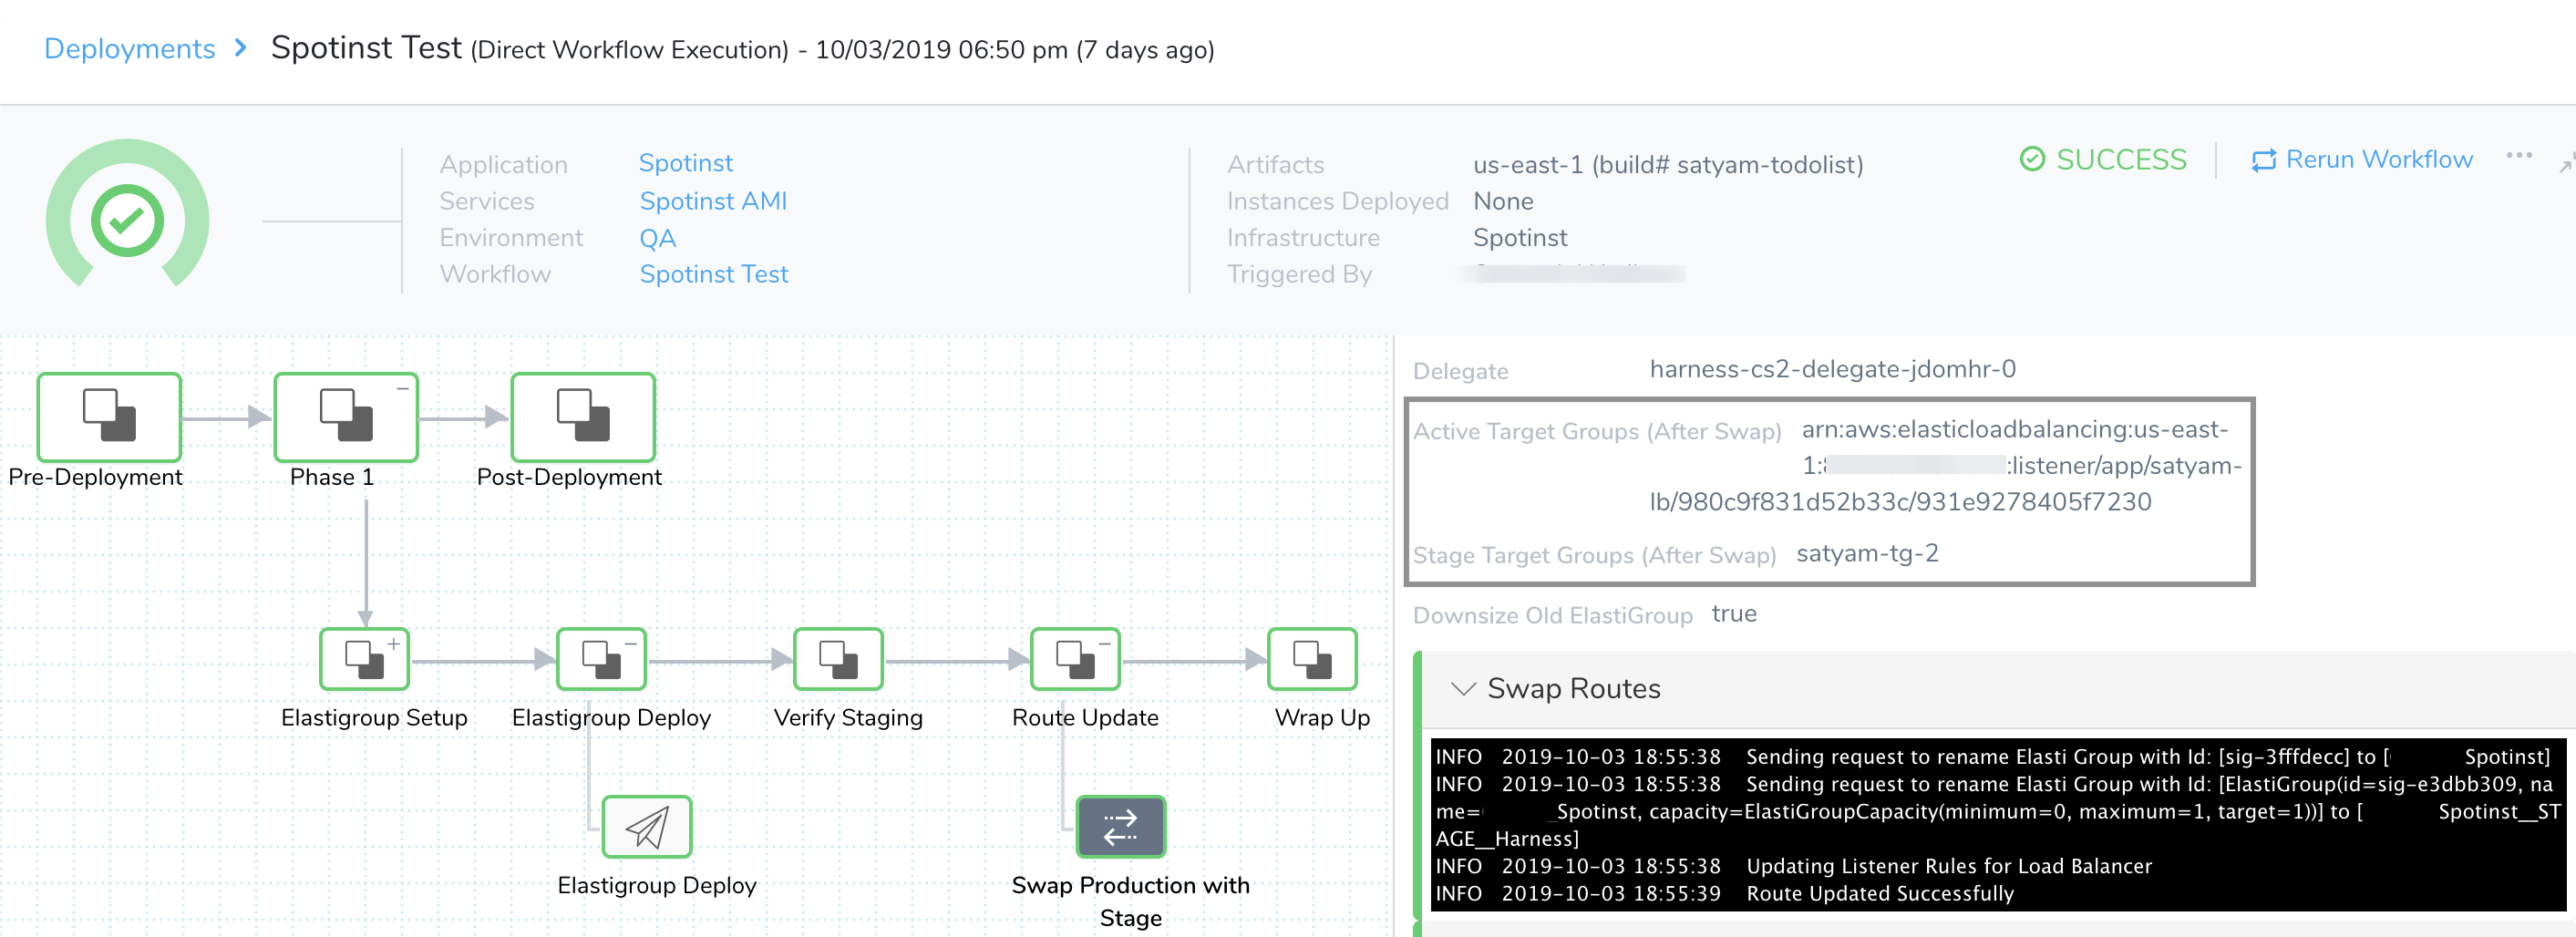 Deployments > Spotinst Test (Direct Workflow Execution) - 10/03/2019 06:50 pm (7 days ago)
Application Spotinst
Services Spotinst AMI
Environment QA
Workflow Spotinst Test
Artifacts us-east-1 (build# satyam-todolist)
Instances Deployed None
Infrastructure Spotinst
Triggered By
SUCCESS
Rerun Workflow
Pre-Deployment
Phase 1
Post-Deployment
Elastigroup Setup
Elastigroup Deploy
Verify Staging
Route Update
Wrap Up
Elastigroup Deploy
Swap Production with
Stage
Delegate harness-cs2-delegate-jdomhr-0
Active Target Groups (After Swap) arn:aws:elasticloadbalancing:us-east-
1: :listener/app/satyam-
lb/980c9f831d52b33c/931e9278405f7230
Stage Target Groups (After Swap) satyam-tg-2
Downsize Old ElastiGroup true
Swap Routes
INFO 2019-10-03 18:55:38 Sending request to rename Elasti Group with Id: [sig-3fffdecc] to [ Spotinst]
INFO 2019-10-03 18:55:38 Sending request to rename Elasti Group with Id: [ElastiGroup(id=sig-e3dbb309, na
me= _Spotinst, capacity=ElastiGroupCapacity(minimum=0, maximum=1, target=1))] to [ Spotinst__ST
AGE__Harness]
INFO 2019-10-03 18:55:38 Updating Listener Rules for Load Balancer
INFO 2019-10-03 18:55:39 Route Updated Successfully